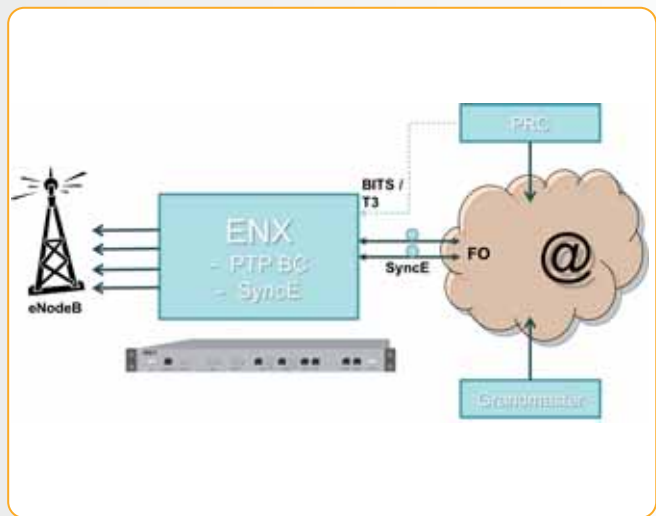 PRC
BITS /
T3
ENX
- PTP BC
- SyncE
FO
@
SyncE
eNodeB
Grandmaster